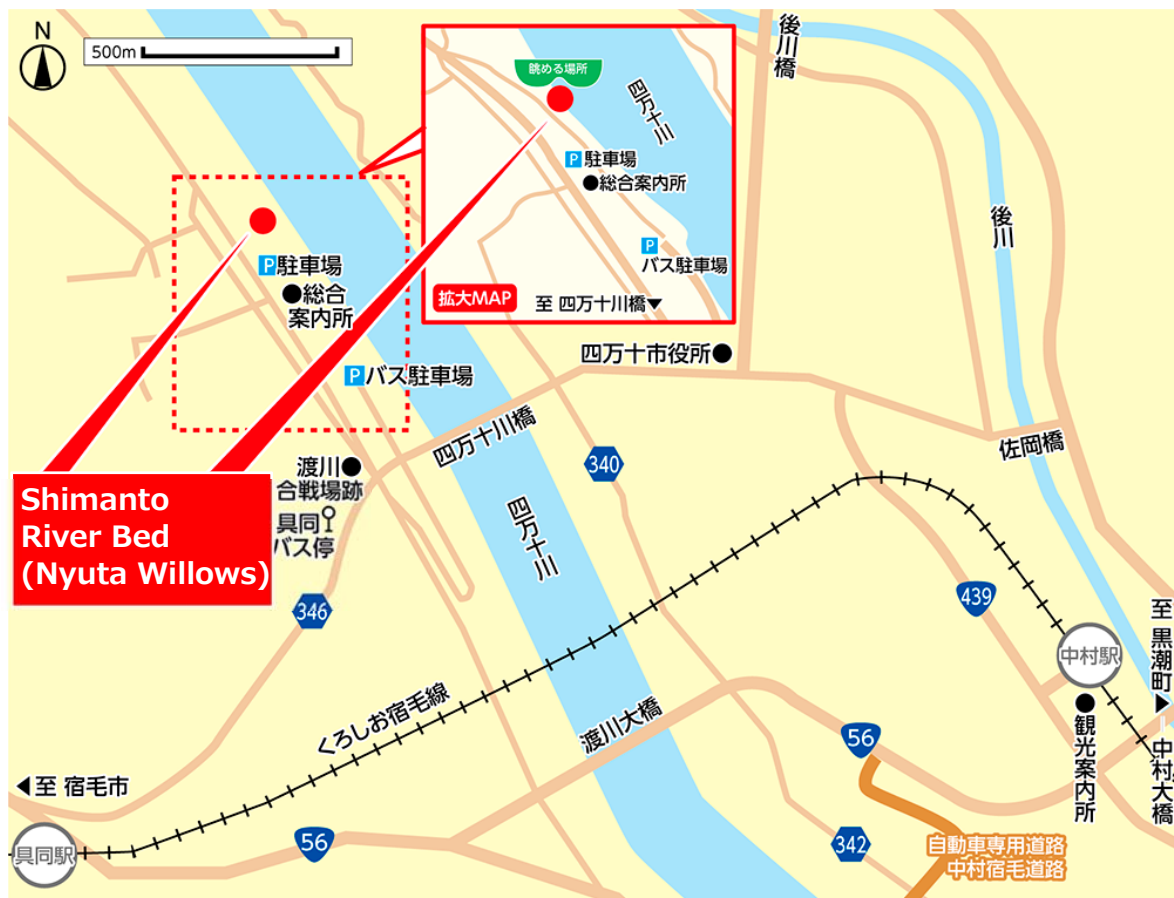 N
500m
眺める場所
四万十川
P 駐車場
●総合案内所
P
バス駐車場
拡大MAP
至 四万十川橋▼
後川橋
後川
P駐車場
●総合
案内所
Pバス駐車場
四万十市役所●
四万十川橋
佐岡橋
渡川●
合戦場跡
具同
バス停
340
四万十川
Shimanto
River Bed
(Nyuta Willows)
346
439
至 黒潮町▶
中村駅
くろしお宿毛線
渡川大橋
56
●観光案内所
中村大橋
◀至 宿毛市
56
342
具同駅
自動車専用道路
中村宿毛道路